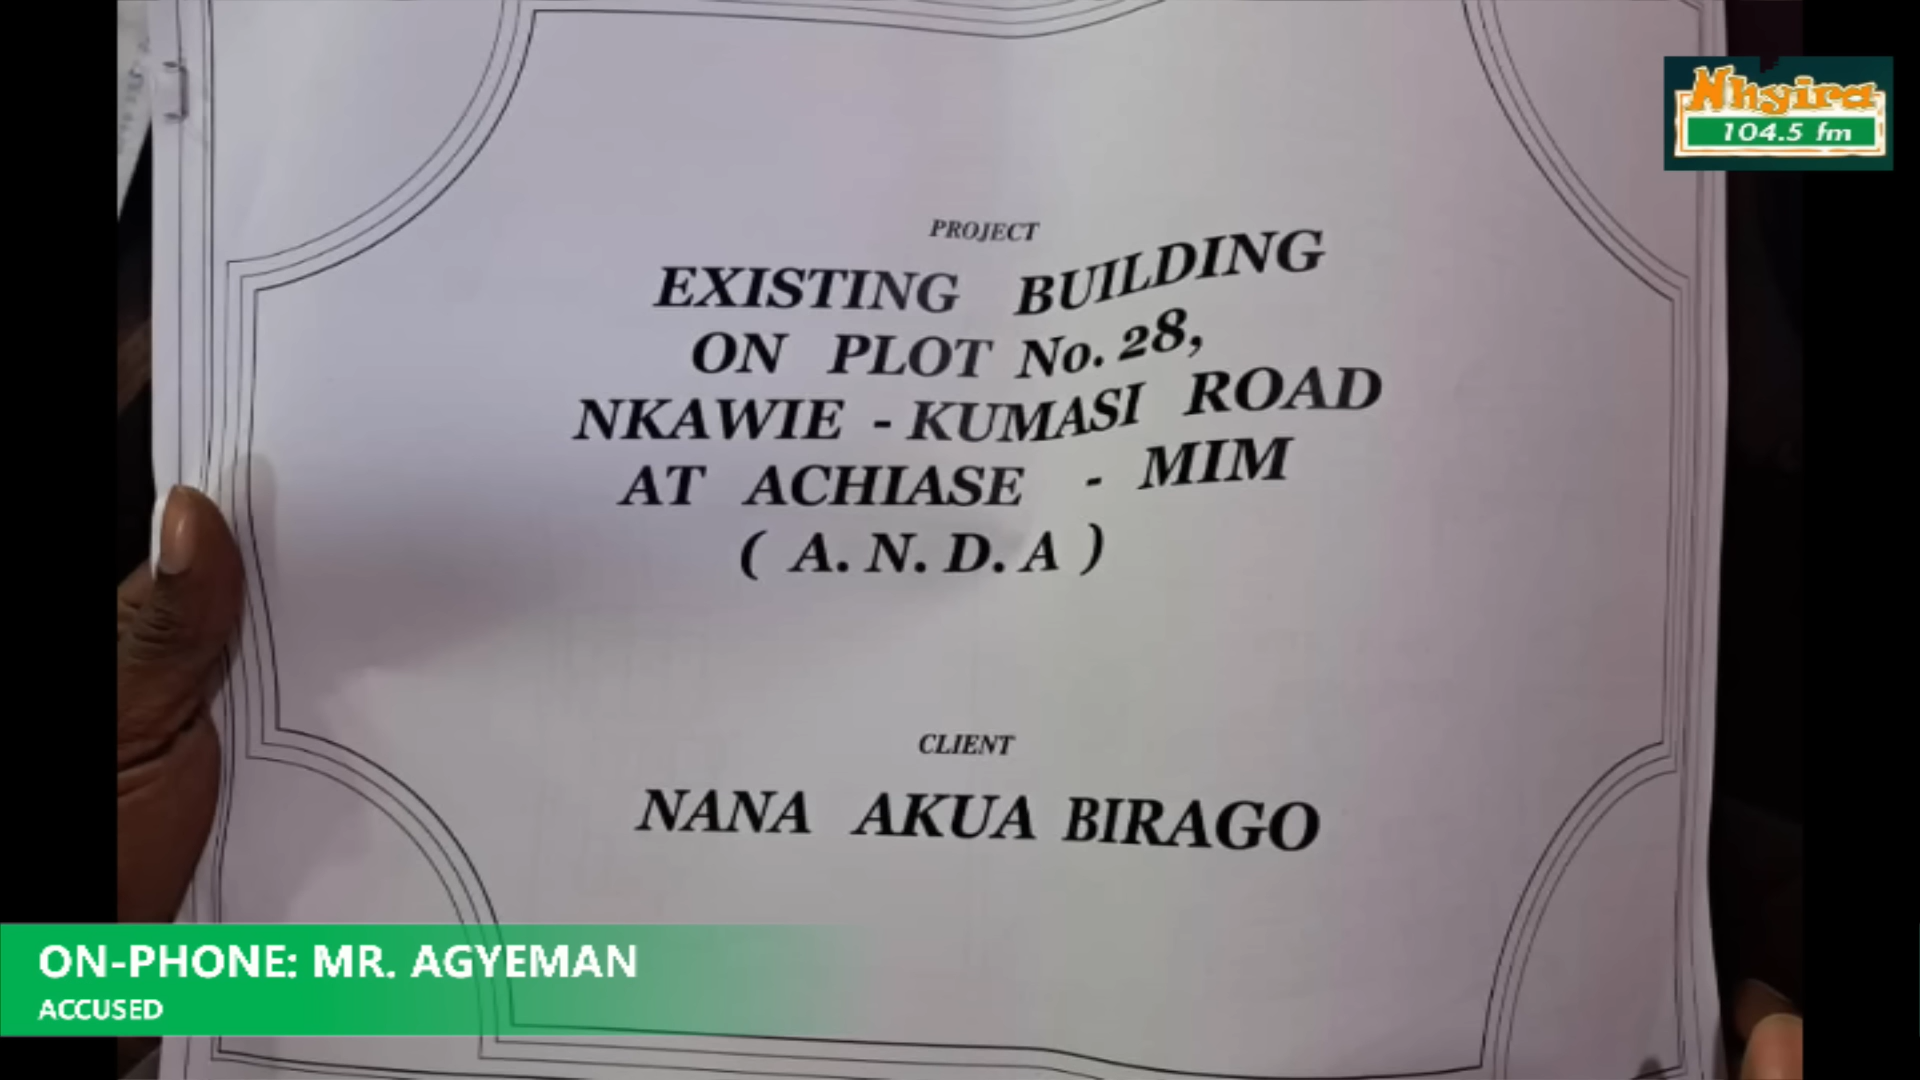 Nhyira
104.5 fm
PROJECT
EXISTING BUILDING
ON PLOT No. 28,
NKAWIE - KUMASI ROAD
AT ACHIASE - MIM
( A. N. D. A )
CLIENT
NANA AKUA BIRAGO
ON-PHONE: MR. AGYEMAN
ACCUSED